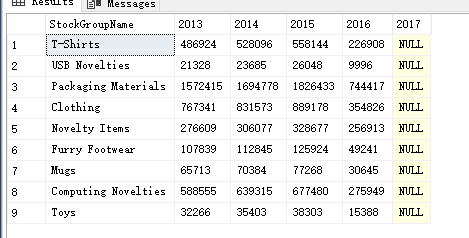 Results Messages
StockGroupName 2013 2014 2015 2016 2017
1 T-Shirts 486924 528096 558144 226908 NULL
2 USB Novelties 21328 23685 26048 9996 NULL
3 Packaging Materials 1572415 1694778 1826433 744417 NULL
4 Clothing 767341 831573 889178 354826 NULL
5 Novelty Items 276609 306077 328677 256913 NULL
6 Furry Footwear 107839 112845 125924 49241 NULL
7 Mugs 65713 70384 77268 30645 NULL
8 Computing Novelties 588555 639315 677480 275949 NULL
9 Toys 32266 35403 38303 15388 NULL